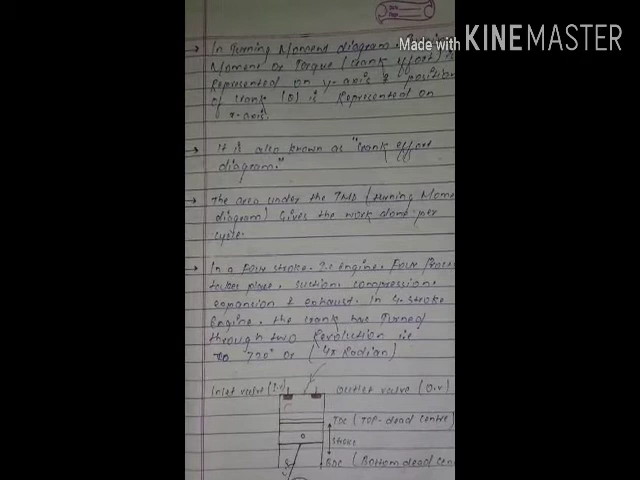 Made with KINEMASTER
→ In Turning Moment diagram,
Moment or Torque (crank effort) is
Represented on y-axis & position
of crank (θ) is Represented on
x-axis.
→ It is also known as "crank effort
diagram."
→ The area under the TMD (turning Mome
diagram) Gives the work done per
cycle.
→ In a Four stroke. I.C engine. Four Proce
takes place, suction, compression,
expansion & exhaust. In 4-stroke
Engine, the crank has Turned
through two Revolution i.e
720° or (4π Radian)
Inlet valve (I.V) Outlet valve (O.V)
TDC (TOP-dead centre)
stroke
BDC (Bottom dead cen